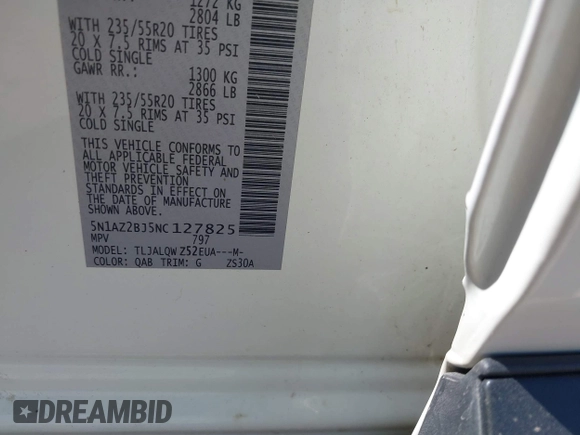 1272 KG
2804 LB
WITH 235/55R20 TIRES
20 X 7.5 RIMS AT 35 PSI
COLD SINGLE
GAWR RR.: 1300 KG
2866 LB
WITH 235/55R20 TIRES
20 X 7.5 RIMS AT 35 PSI
COLD SINGLE
THIS VEHICLE CONFORMS TO
ALL APPLICABLE FEDERAL
MOTOR VEHICLE SAFETY AND
THEFT PREVENTION
STANDARDS IN EFFECT ON
THE DATE OF MANUFACTURE
SHOWN ABOVE.
5N1AZ2BJ5NC127825
MPV 797
MODEL: TLJALQWZ52EUA---M-
COLOR: QAB TRIM: G ZS30A
DREAMBID